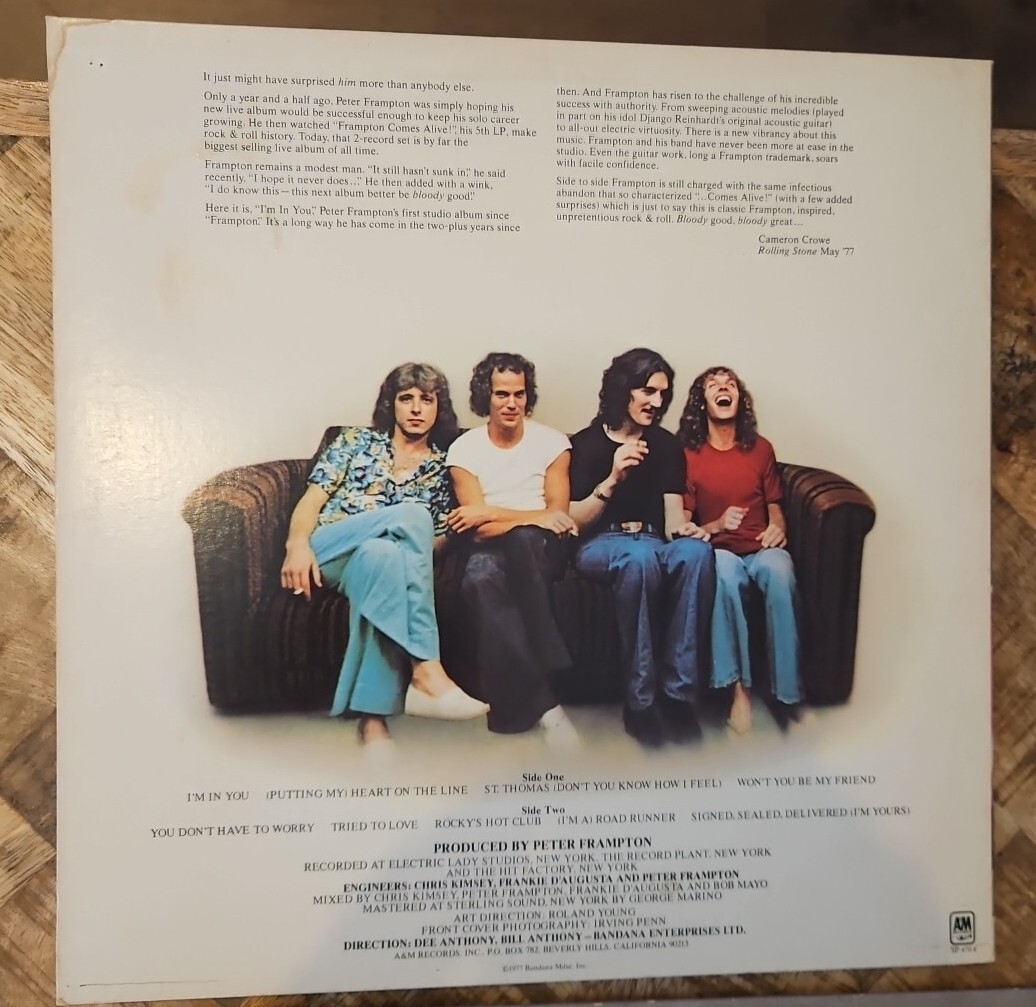 It just might have surprised him more than anybody else.
Only a year and a half ago, Peter Frampton was simply hoping his
new live album would be successful enough to keep his solo career
growing. He then watched "Frampton Comes Alive!", his 5th LP, make
rock & roll history. Today, that 2-record set is by far the
biggest selling live album of all time.
Frampton remains a modest man. "It still hasn't sunk in," he said
recently, "I hope it never does..." He then added with a wink,
"I do know this—this next album better be bloody good."
Here it is, "I'm In You." Peter Frampton's first studio album since
"Frampton." It's a long way he has come in the two-plus years since
then. And Frampton has risen to the challenge of his incredible
success with authority. From sweeping acoustic melodies (played
in part on his idol Django Reinhardt's original acoustic guitar)
to all-out electric virtuosity. There is a new vibrancy about this
music. Frampton and his band have never been more at ease in the
studio. Even the guitar work, long a Frampton trademark, soars
with facile confidence.
Side to side Frampton is still charged with the same infectious
abandon that so characterized "...Comes Alive!" (with a few added
surprises) which is just to say this is classic Frampton, inspired,
unpretentious rock & roll. Bloody good, bloody great...
Cameron Crowe
Rolling Stone May '77
Side One
I'M IN YOU (PUTTING MY) HEART ON THE LINE ST. THOMAS (DON'T YOU KNOW HOW I FEEL) WON'T YOU BE MY FRIEND
Side Two
YOU DON'T HAVE TO WORRY TRIED TO LOVE ROCKY'S HOT CLUB (I'M A) ROAD RUNNER SIGNED, SEALED, DELIVERED (I'M YOURS)
PRODUCED BY PETER FRAMPTON
RECORDED AT ELECTRIC LADY STUDIOS, NEW YORK, THE RECORD PLANT, NEW YORK
AND THE HIT FACTORY, NEW YORK
ENGINEERS: CHRIS KIMSEY, FRANKIE D'AUGUSTA AND PETER FRAMPTON
MIXED BY CHRIS KIMSEY, PETER FRAMPTON, FRANKIE D'AUGUSTA AND BOB MAYO
MASTERED AT STERLING SOUND, NEW YORK BY GEORGE MARINO
ART DIRECTION: ROLAND YOUNG
FRONT COVER PHOTOGRAPHY: IRVING PENN
DIRECTION: DEE ANTHONY, BILL ANTHONY—BANDANA ENTERPRISES LTD.
A&M RECORDS, INC., P.O. BOX 782, BEVERLY HILLS, CALIFORNIA 90213
©1977 Bandana Music, Inc.
A&M